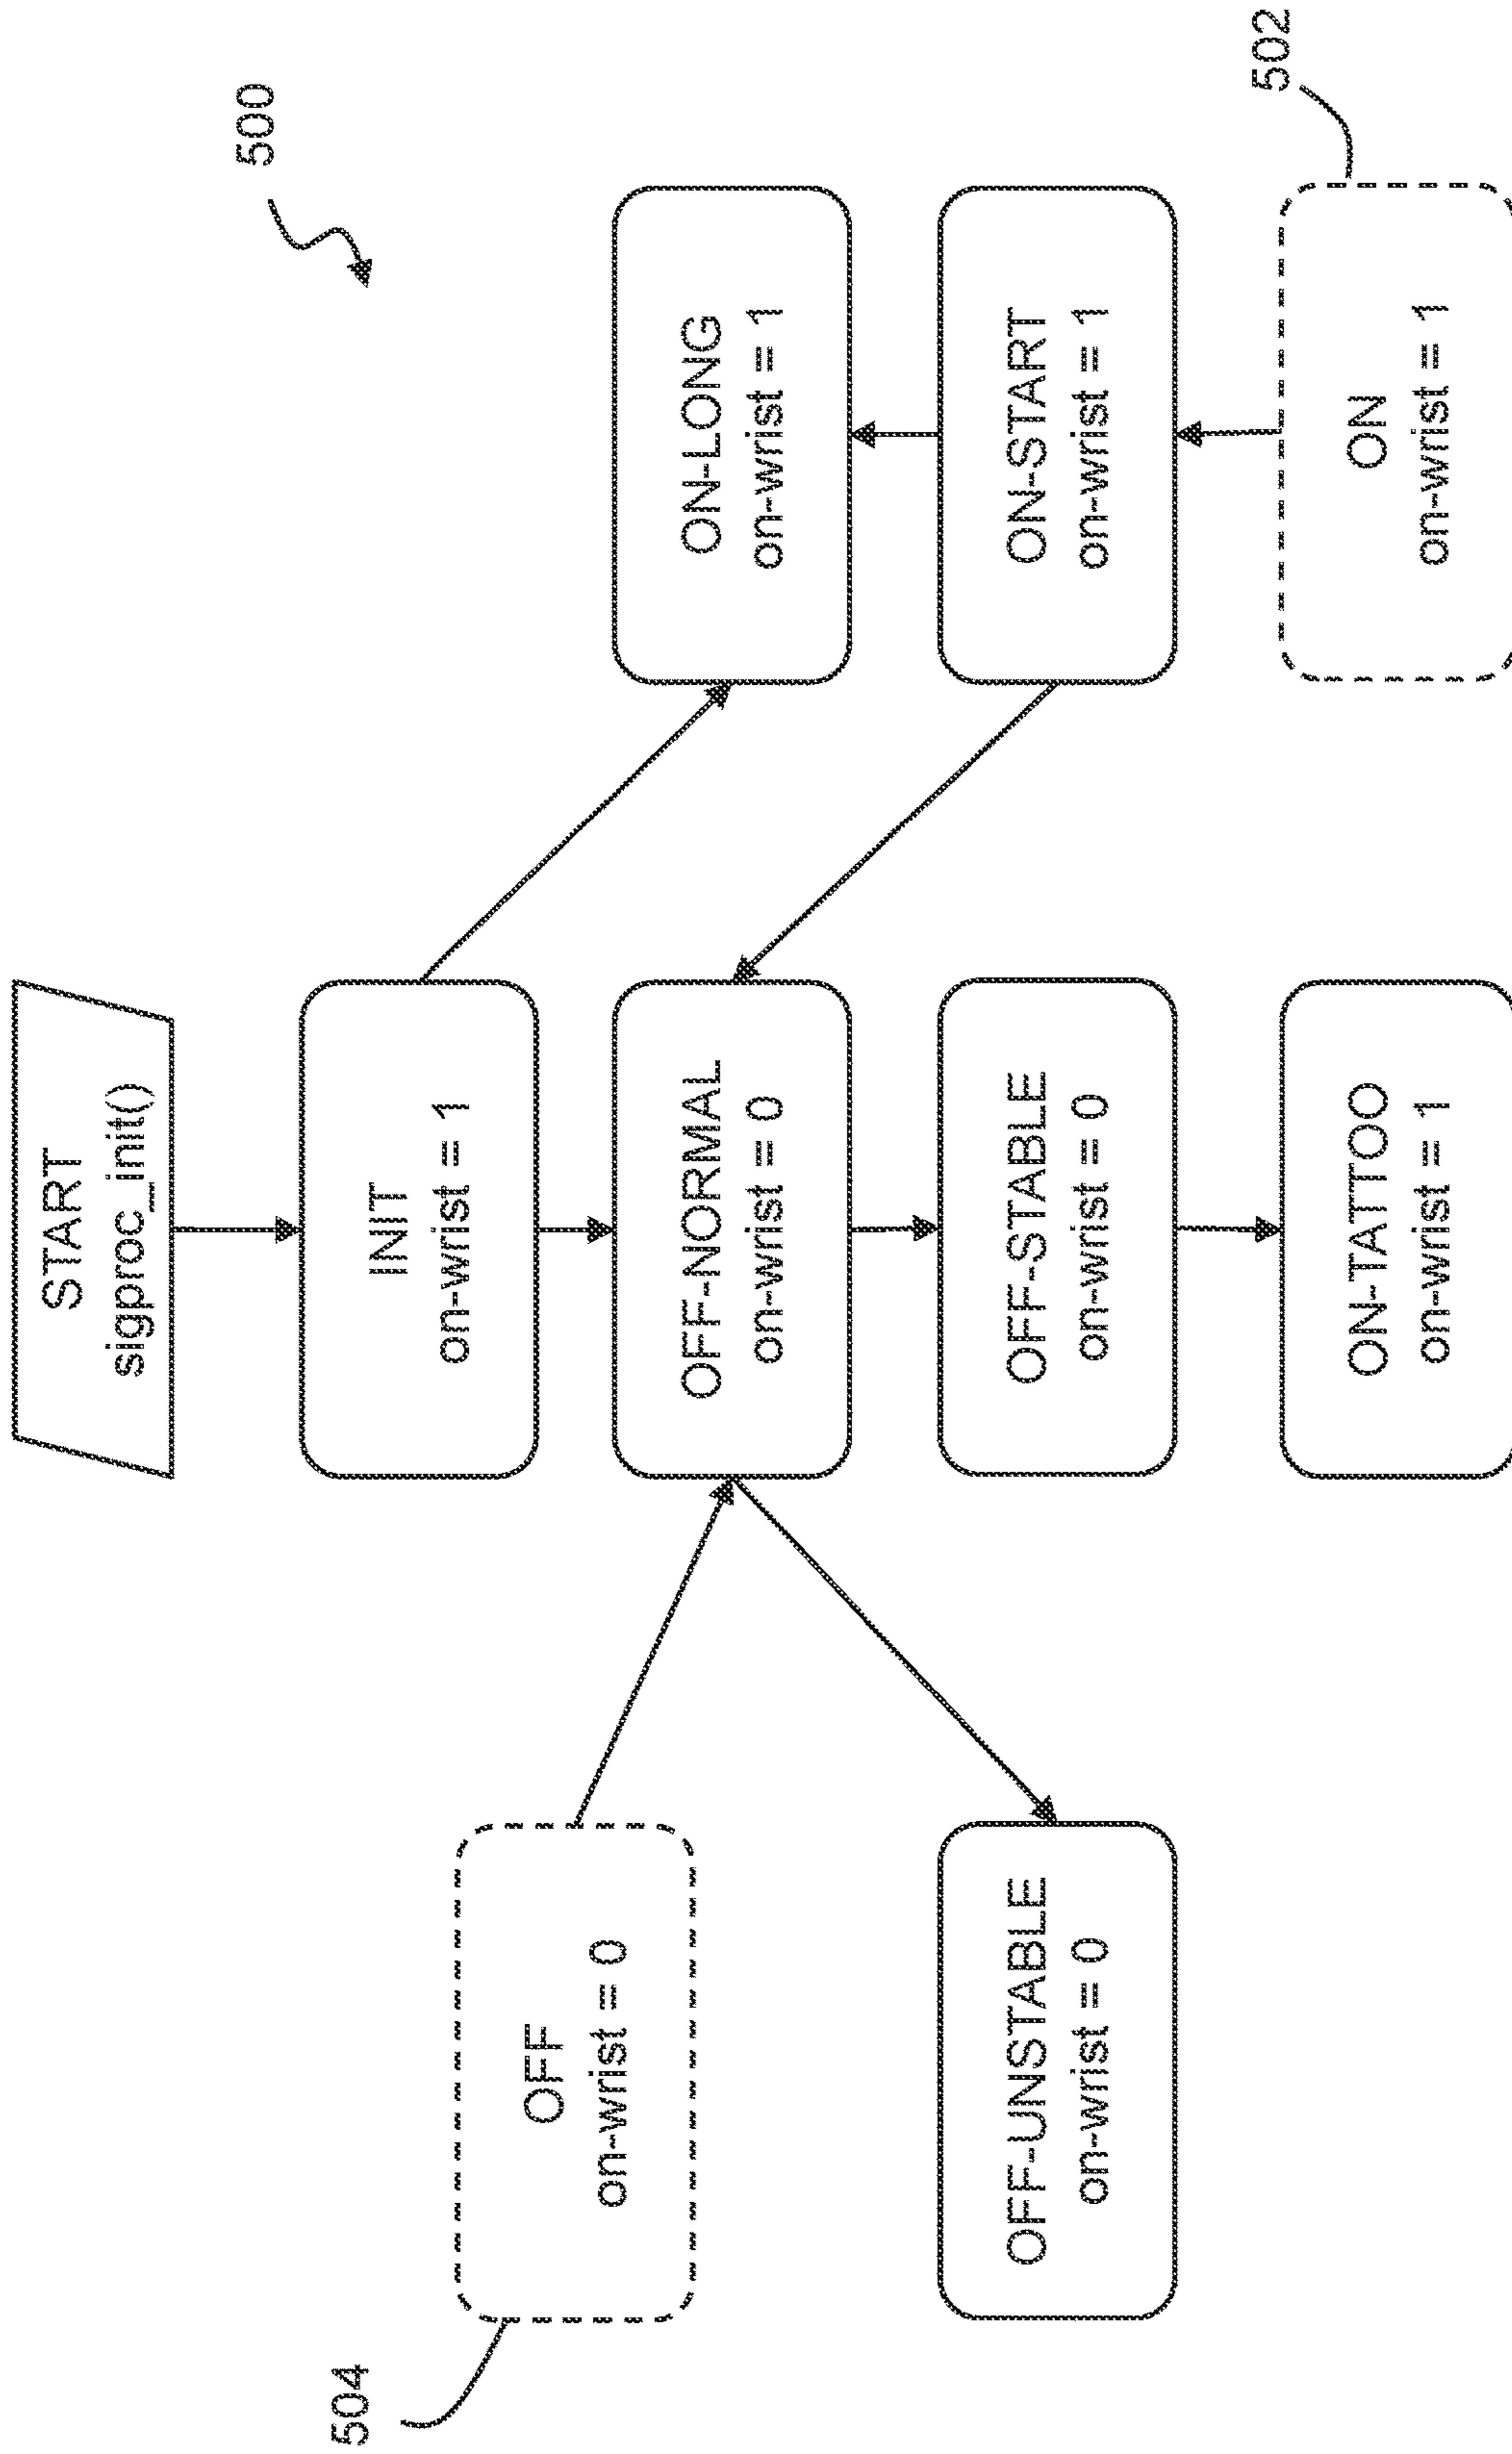 500
START
sigproc_init()
INIT
on-wrist = 1
OFF
on-wrist = 0
504
OFF-NORMAL
on-wrist = 0
ON-LONG
on-wrist = 1
OFF-UNSTABLE
on-wrist = 0
OFF-STABLE
on-wrist = 0
ON-START
on-wrist = 1
ON-TATTOO
on-wrist = 1
ON
on-wrist = 1
502